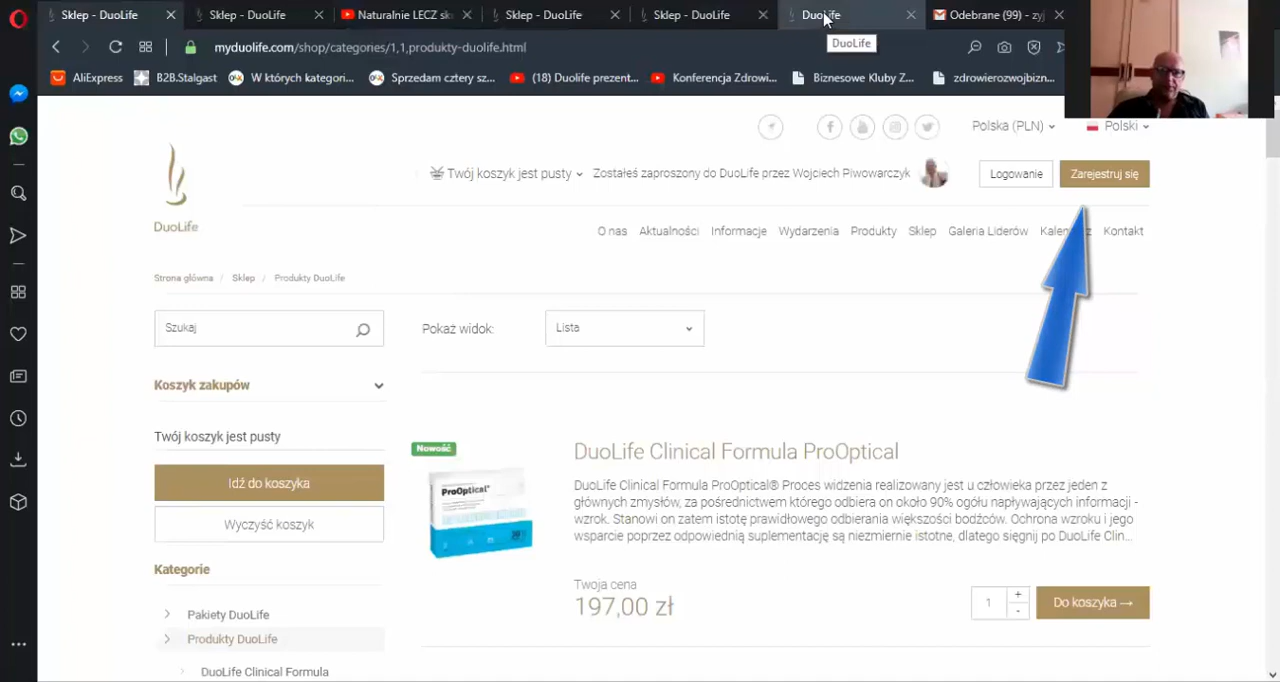 Sklep - DuoLife
Sklep - DuoLife
Naturalnie LECZ sk
Sklep - DuoLife
Sklep - DuoLife
DuoLife
Odebrane (99) - zyj
myduolife.com/shop/categories/1,1,produkty-duolife.html
DuoLife
AliExpress
B2B.Stalgast
W których kategori...
Sprzedam cztery sz...
(18) Duolife prezent...
Konferencja Zdrowi...
Biznesowe Kluby Z...
zdrowierozwojbizn...
Polska (PLN)
Polski
Twój koszyk jest pusty
Zostałeś zaproszony do DuoLife przez Wojciech Piwowarczyk
Logowanie
Zarejestruj się
DuoLife
O nas Aktualności Informacje Wydarzenia Produkty Sklep Galeria Liderów Kontakt
Strona główna / Sklep / Produkty DuoLife
Szukaj
Pokaż widok:
Lista
Koszyk zakupów
Twój koszyk jest pusty
Idź do koszyka
Wyczyść koszyk
Kategorie
Pakiety DuoLife
Produkty DuoLife
DuoLife Clinical Formula
Nowość
ProOptical
DuoLife Clinical Formula ProOptical
DuoLife Clinical Formula ProOptical® Proces widzenia realizowany jest u człowieka przez jeden z
głównych zmysłów, za pośrednictwem którego odbiera on około 90% ogółu napływających informacji -
wzrok. Stanowi on zatem istotę prawidłowego odbierania większości bodźców. Ochrona wzroku i jego
wsparcie poprzez odpowiednią suplementację są niezmiernie istotne, dlatego sięgnij po DuoLife Clin...
Twoja cena
197,00 zł
1
+
-
Do koszyka →